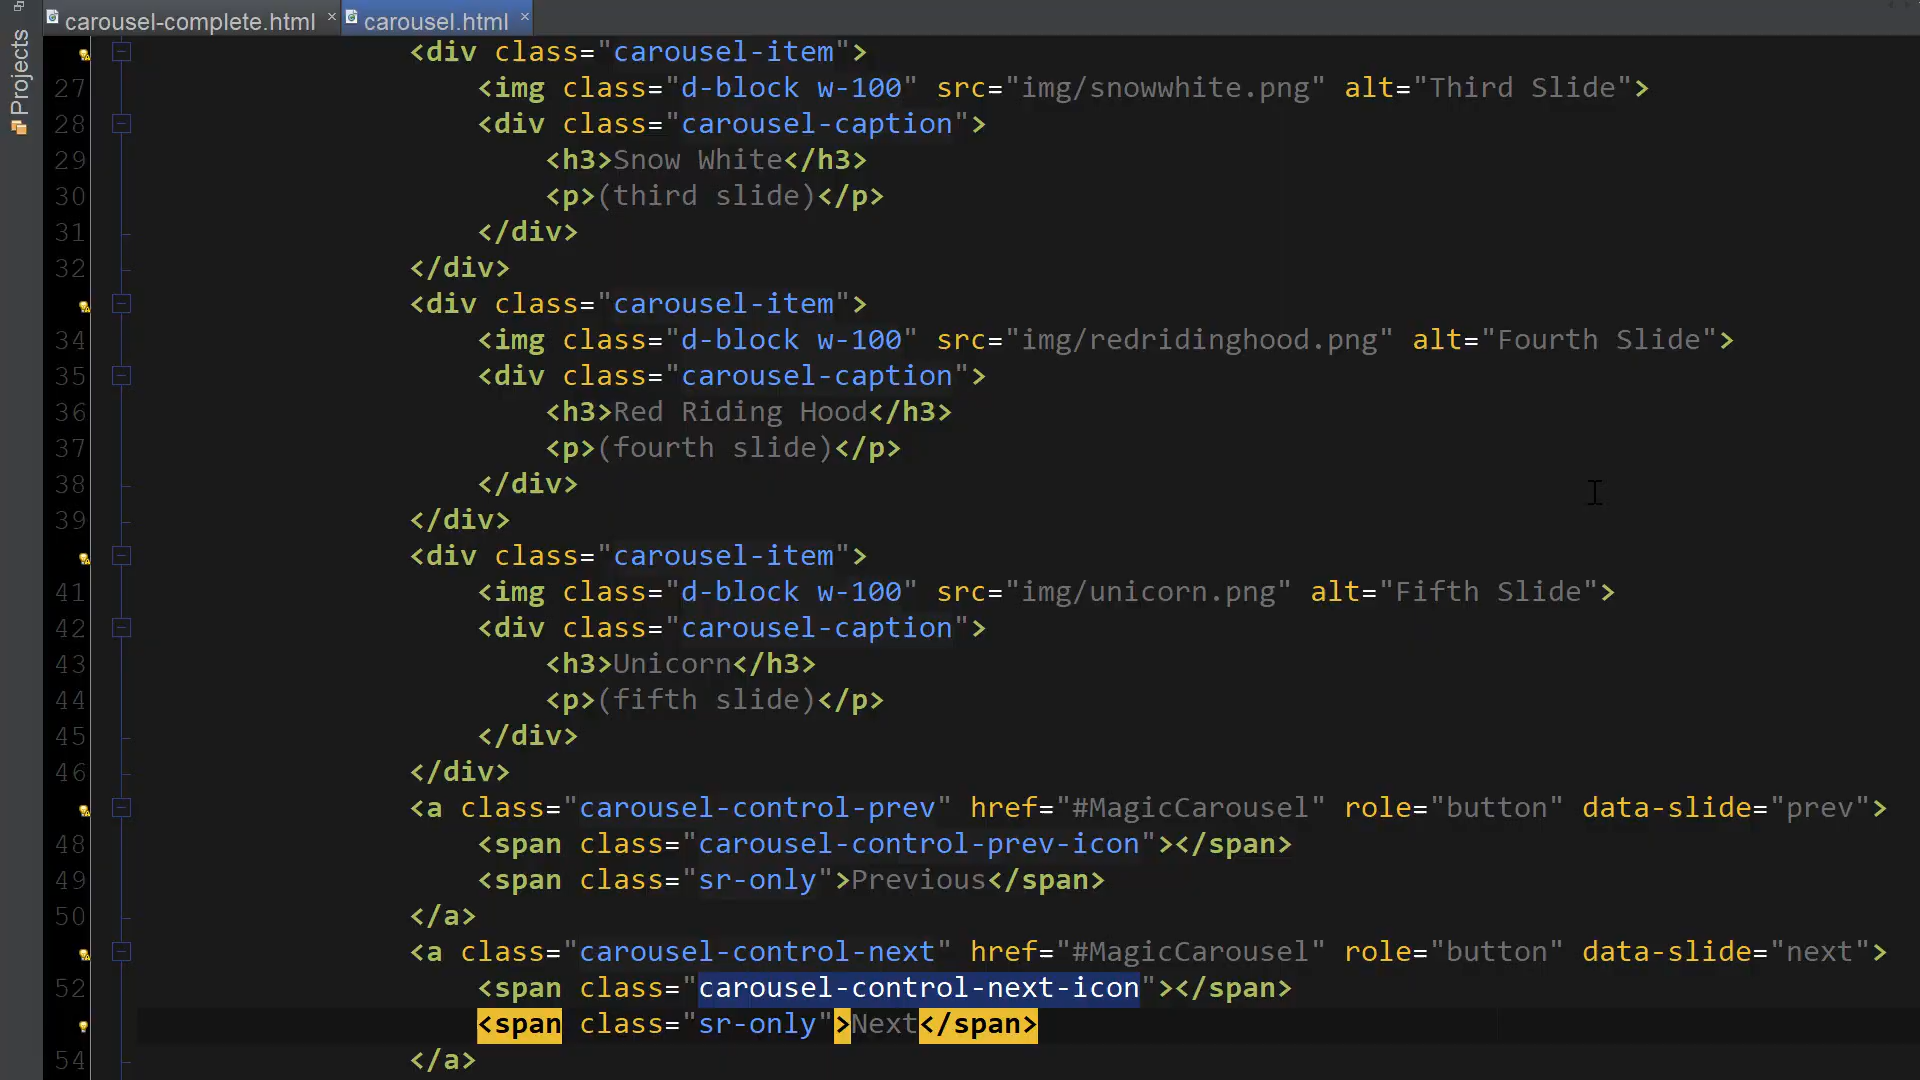 carousel-complete.html × carousel.html ×
Projects
<div class="carousel-item">
27 <img class="d-block w-100" src="img/snowwhite.png" alt="Third Slide">
28 <div class="carousel-caption">
29 <h3>Snow White</h3>
30 <p>(third slide)</p>
31 </div>
32 </div>
<div class="carousel-item">
34 <img class="d-block w-100" src="img/redridinghood.png" alt="Fourth Slide">
35 <div class="carousel-caption">
36 <h3>Red Riding Hood</h3>
37 <p>(fourth slide)</p>
38 </div>
39 </div>
<div class="carousel-item">
41 <img class="d-block w-100" src="img/unicorn.png" alt="Fifth Slide">
42 <div class="carousel-caption">
43 <h3>Unicorn</h3>
44 <p>(fifth slide)</p>
45 </div>
46 </div>
<a class="carousel-control-prev" href="#MagicCarousel" role="button" data-slide="prev">
48 <span class="carousel-control-prev-icon"></span>
49 <span class="sr-only">Previous</span>
50 </a>
<a class="carousel-control-next" href="#MagicCarousel" role="button" data-slide="next">
52 <span class="carousel-control-next-icon"></span>
<span class="sr-only">Next</span>
54 </a>